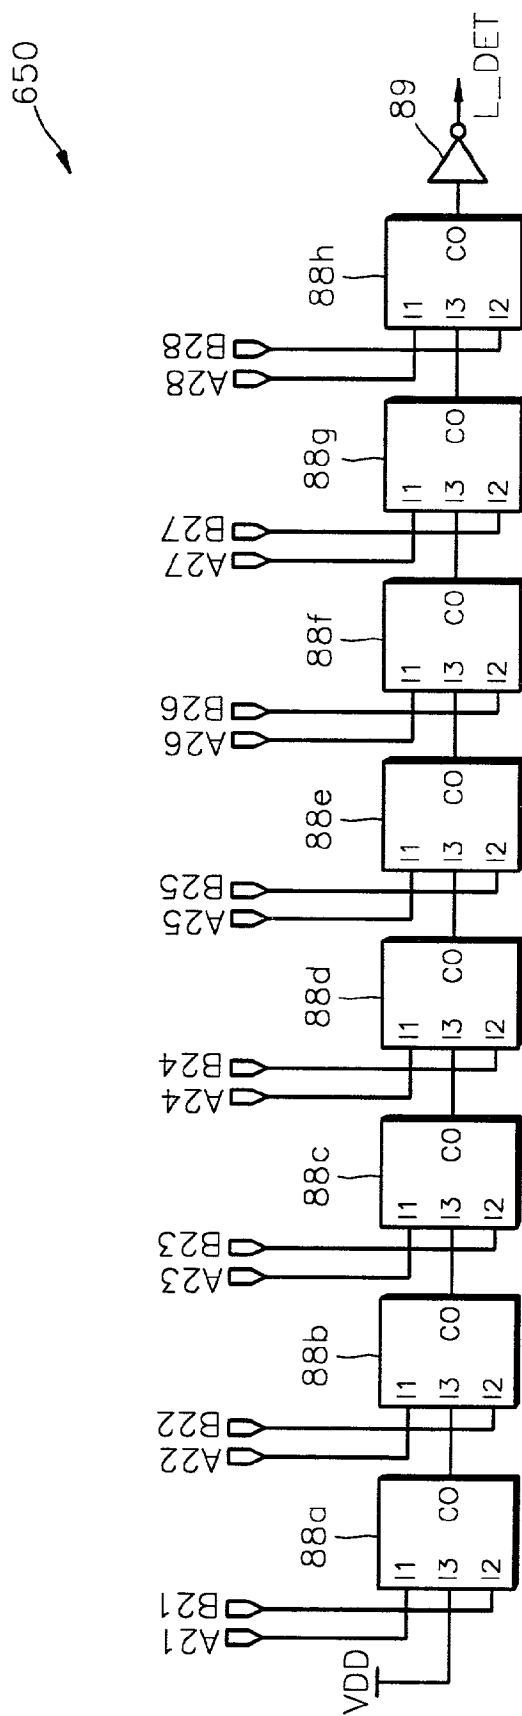 650
A21
B21
A22
B22
A23
B23
A24
B24
A25
B25
A26
B26
A27
B27
A28
B28
88a
88b
88c
88d
88e
88f
88g
88h
89
VDD
I1
I3
I2
CO
I1
I3
I2
CO
I1
I3
I2
CO
I1
I3
I2
CO
I1
I3
I2
CO
I1
I3
I2
CO
I1
I3
I2
CO
I1
I3
I2
CO
L_DET